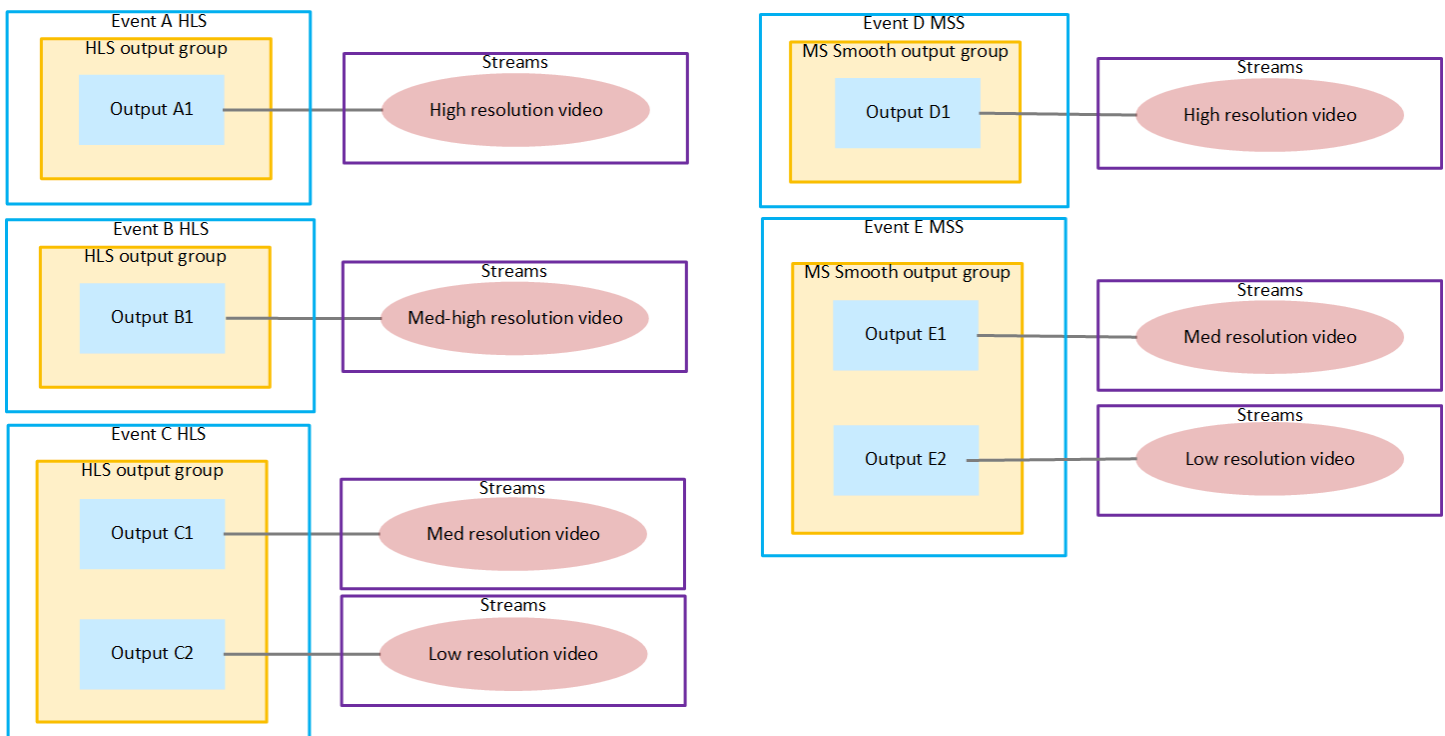 Event A HLS
HLS output group
Output A1
Streams
High resolution video
Event B HLS
HLS output group
Output B1
Streams
Med-high resolution video
Event C HLS
HLS output group
Output C1
Streams
Med resolution video
Output C2
Streams
Low resolution video
Event D MSS
MS Smooth output group
Output D1
Streams
High resolution video
Event E MSS
MS Smooth output group
Output E1
Streams
Med resolution video
Output E2
Streams
Low resolution video